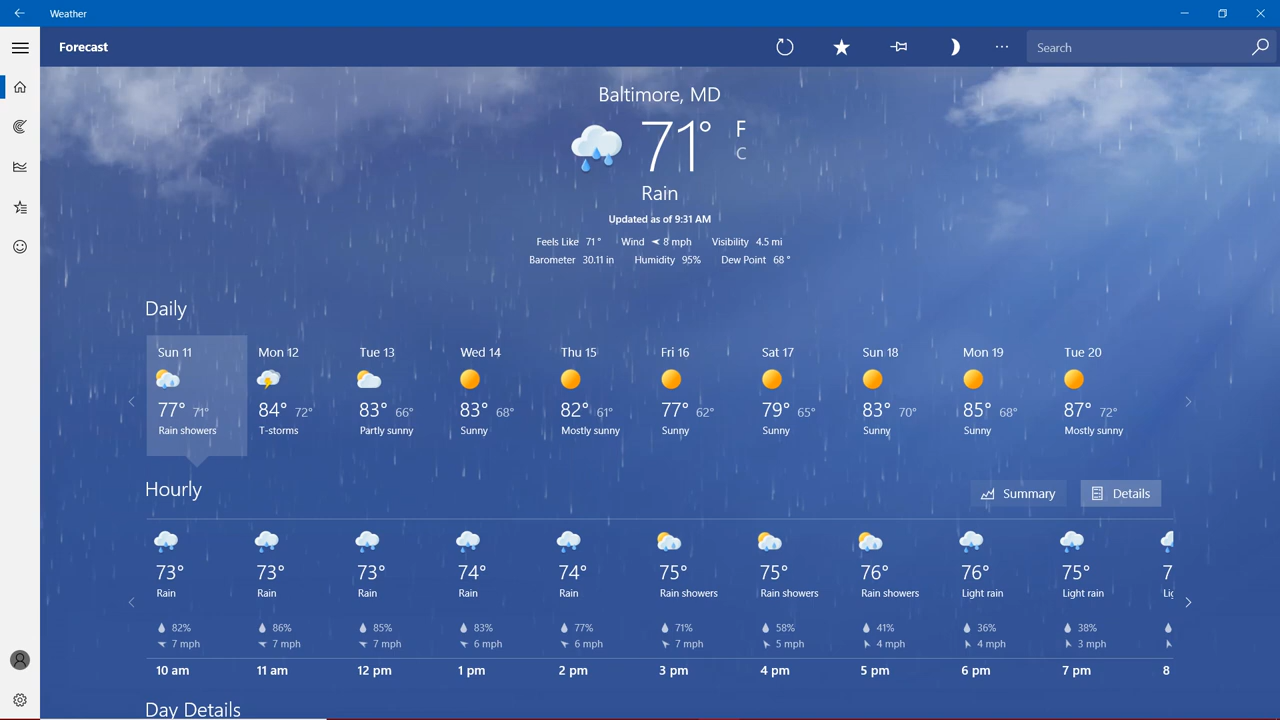 Weather
Forecast
Search
Baltimore, MD
71°
F
C
Rain
Updated as of 9:31 AM
Feels Like 71° Wind 8 mph Visibility 4.5 mi
Barometer 30.11 in Humidity 95% Dew Point 68°
Daily
Sun 11 Mon 12 Tue 13 Wed 14 Thu 15 Fri 16 Sat 17 Sun 18 Mon 19 Tue 20
77° 71° 84° 72° 83° 66° 83° 68° 82° 61° 77° 62° 79° 65° 83° 70° 85° 68° 87° 72°
Rain showers T-storms Partly sunny Sunny Mostly sunny Sunny Sunny Sunny Sunny Mostly sunny
Hourly
Summary Details
73° 73° 73° 74° 74° 75° 75° 76° 76° 75° 7
Rain Rain Rain Rain Rain Rain showers Rain showers Rain showers Light rain Light rain
82% 86% 85% 83% 77% 71% 58% 41% 36% 38%
7 mph 7 mph 7 mph 6 mph 6 mph 7 mph 5 mph 4 mph 4 mph 3 mph
10 am 11 am 12 pm 1 pm 2 pm 3 pm 4 pm 5 pm 6 pm 7 pm 8
Day Details